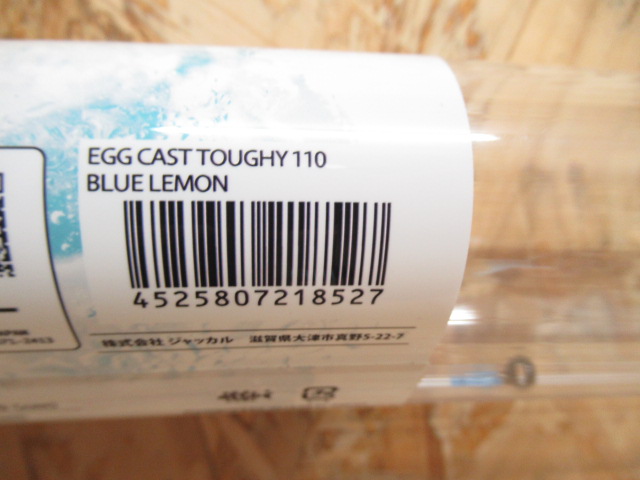 EGG CAST TOUGHY 110
BLUE LEMON
4525807218527
株式会社 ジャッカル 滋賀県大津市真野5-22-7